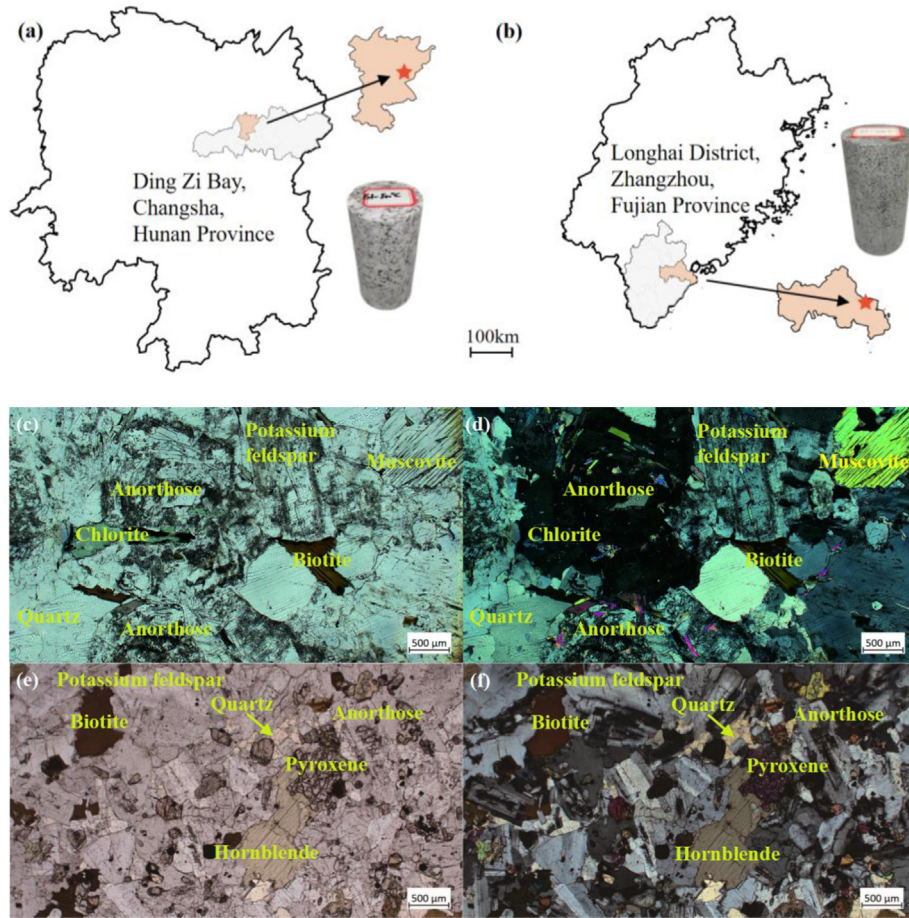 (a)
Ding Zi Bay,
Changsha,
Hunan Province
(b)
Longhai District,
Zhangzhou,
Fujian Province
100km
(c)
Potassium
feldspar
Muscovite
Anorthose
Chlorite
Biotite
Quartz
Anorthose
500 µm
(d)
Potassium
feldspar
Muscovite
Anorthose
Chlorite
Biotite
Quartz
Anorthose
500 µm
(e)
Potassium feldspar
Quartz
Biotite
Anorthose
Pyroxene
Hornblende
500 µm
(f)
Potassium feldspar
Quartz
Biotite
Anorthose
Pyroxene
Hornblende
500 µm